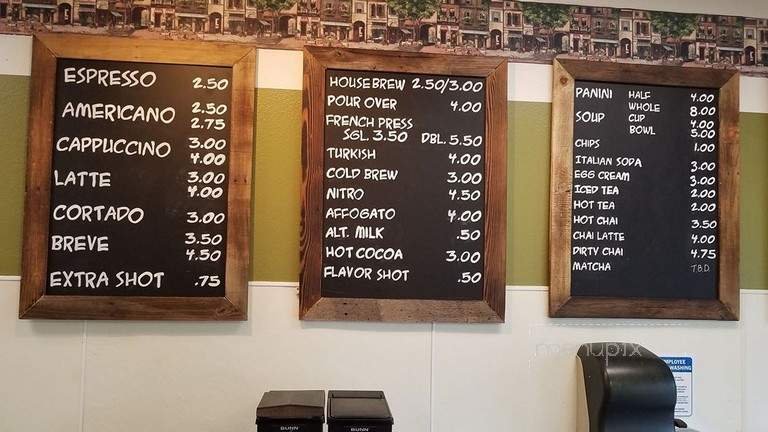 ESPRESSO 2.50
AMERICANO 2.50
2.75
CAPPUCCINO 3.00
4.00
LATTE 3.00
4.00
CORTADO 3.00
BREVE 3.50
4.50
EXTRA SHOT .75
HOUSE BREW 2.50/3.00
POUR OVER 4.00
FRENCH PRESS
SGL. 3.50 DBL. 5.50
TURKISH 4.00
COLD BREW 3.00
NITRO 4.50
AFFOGATO 4.00
ALT. MILK .50
HOT COCOA 3.00
FLAVOR SHOT .50
PANINI HALF 4.00
WHOLE 8.00
SOUP CUP 4.00
BOWL 5.00
CHIPS 1.00
ITALIAN SODA 3.00
EGG CREAM 3.00
ICED TEA 2.00
HOT TEA 2.00
HOT CHAI 3.50
CHAI LATTE 4.00
DIRTY CHAI 4.75
MATCHA T.B.D.
menupix
BUNN
BUNN